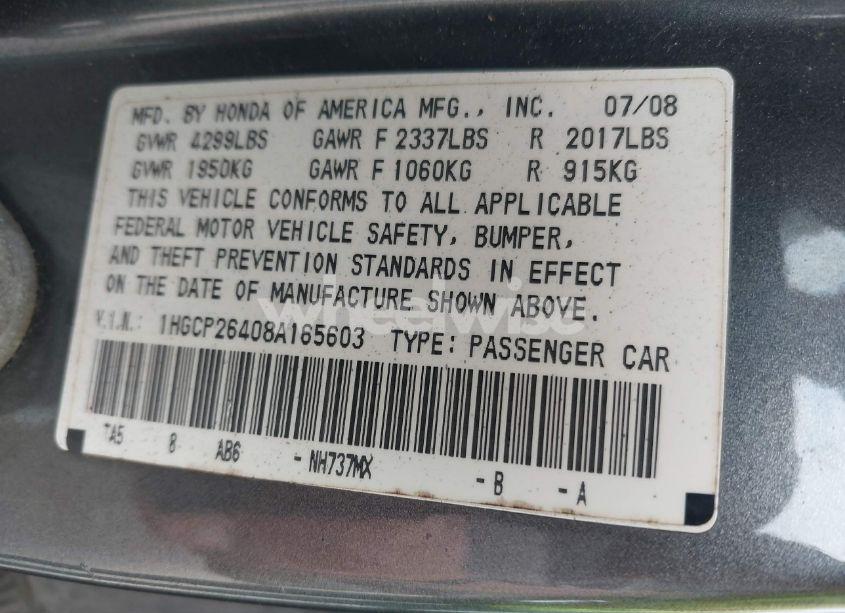 MFD. BY HONDA OF AMERICA MFG., INC. 07/08
GVWR 4299LBS GAWR F 2337LBS R 2017LBS
GVWR 1950KG GAWR F 1060KG R 915KG
THIS VEHICLE CONFORMS TO ALL APPLICABLE
FEDERAL MOTOR VEHICLE SAFETY, BUMPER,
AND THEFT PREVENTION STANDARDS IN EFFECT
ON THE DATE OF MANUFACTURE SHOWN ABOVE.
wheelwise
V.I.N.: 1HGCP26408A165603 TYPE: PASSENGER CAR
TA5 8 AB6 - NH737MX - B - A